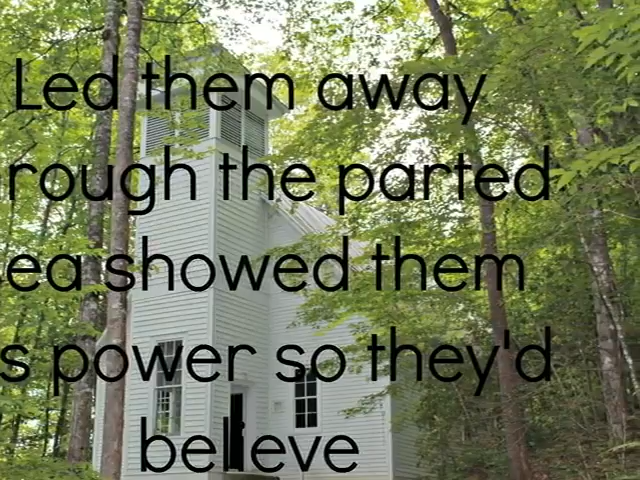 Led them away
rough the parted
ea showed them
s power so they'd
believe